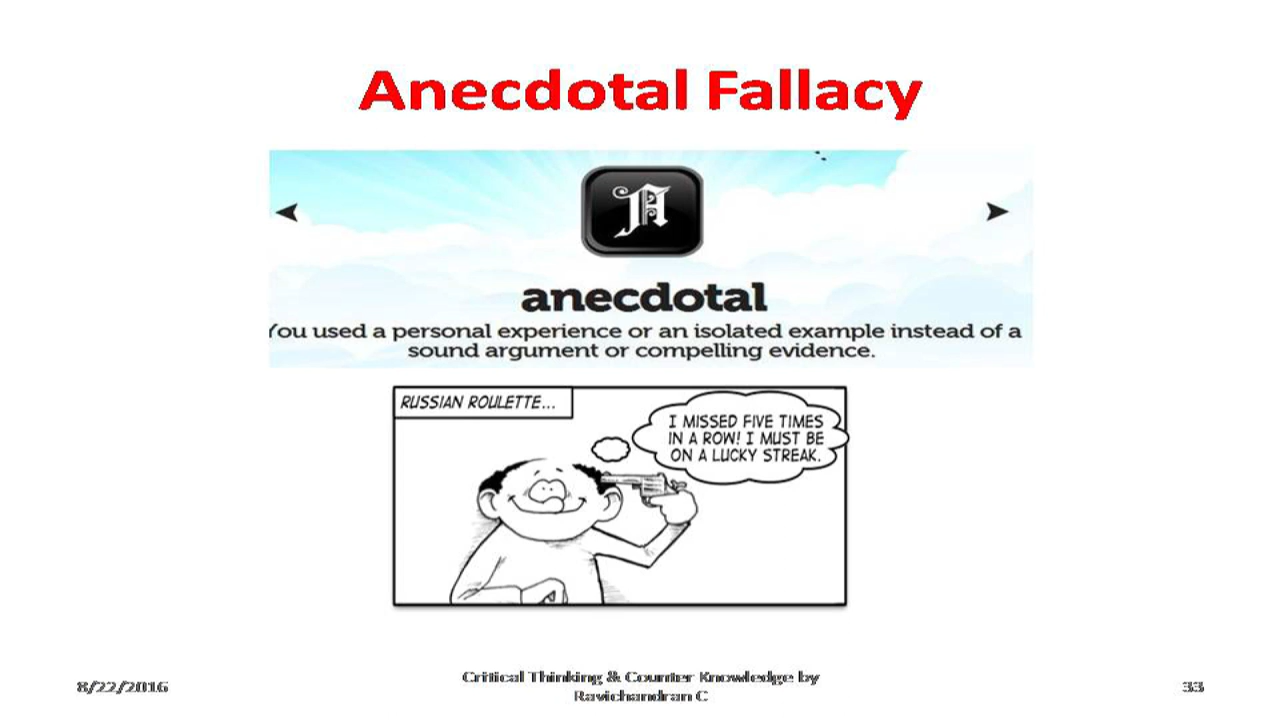 Anecdotal Fallacy
A
anecdotal
You used a personal experience or an isolated example instead of a
sound argument or compelling evidence.
RUSSIAN ROULETTE...
I MISSED FIVE TIMES
IN A ROW! I MUST BE
ON A LUCKY STREAK.
8/22/2016
Critical Thinking & Counter Knowledge by
Ravichandran C
33